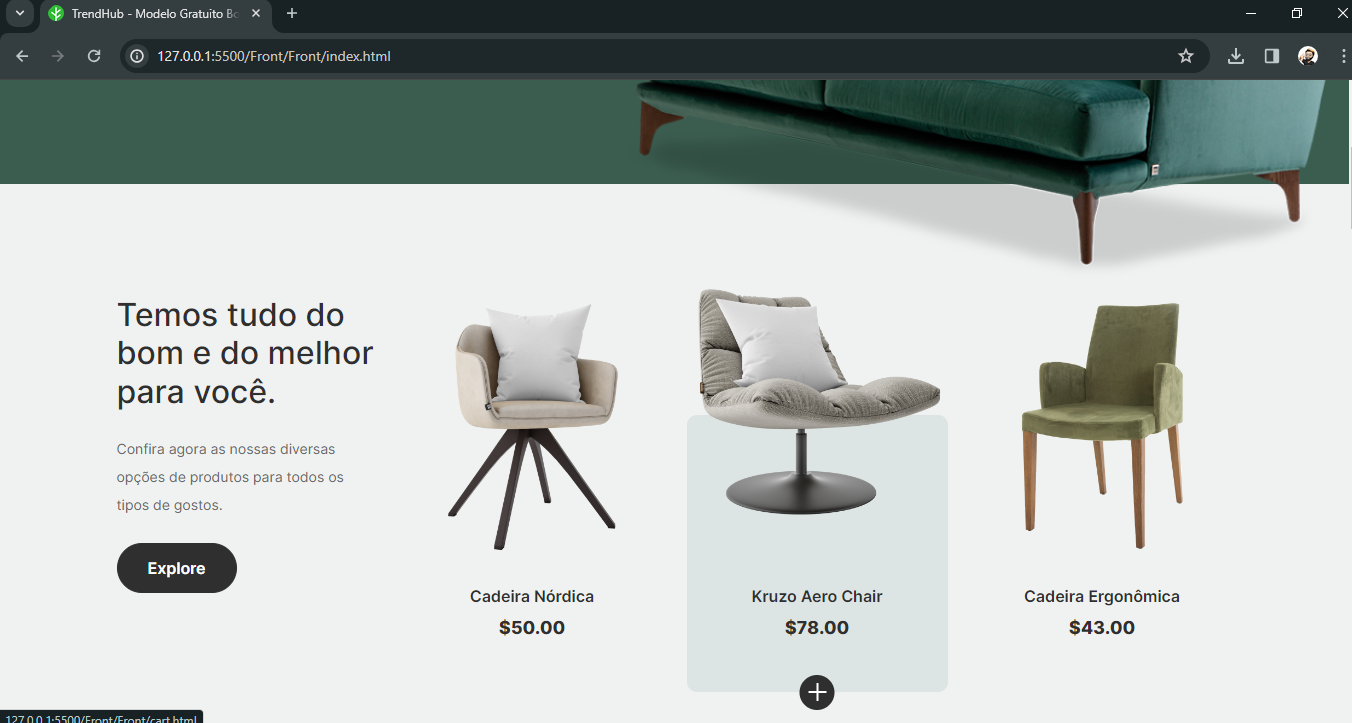 TrendHub - Modelo Gratuito Bo
127.0.0.1:5500/Front/Front/index.html
Temos tudo do
bom e do melhor
para você.
Confira agora as nossas diversas
opções de produtos para todos os
tipos de gostos.
Explore
Cadeira Nórdica
$50.00
Kruzo Aero Chair
$78.00
Cadeira Ergonômica
$43.00
127.0.0.1:5500/Front/Front/cart.html